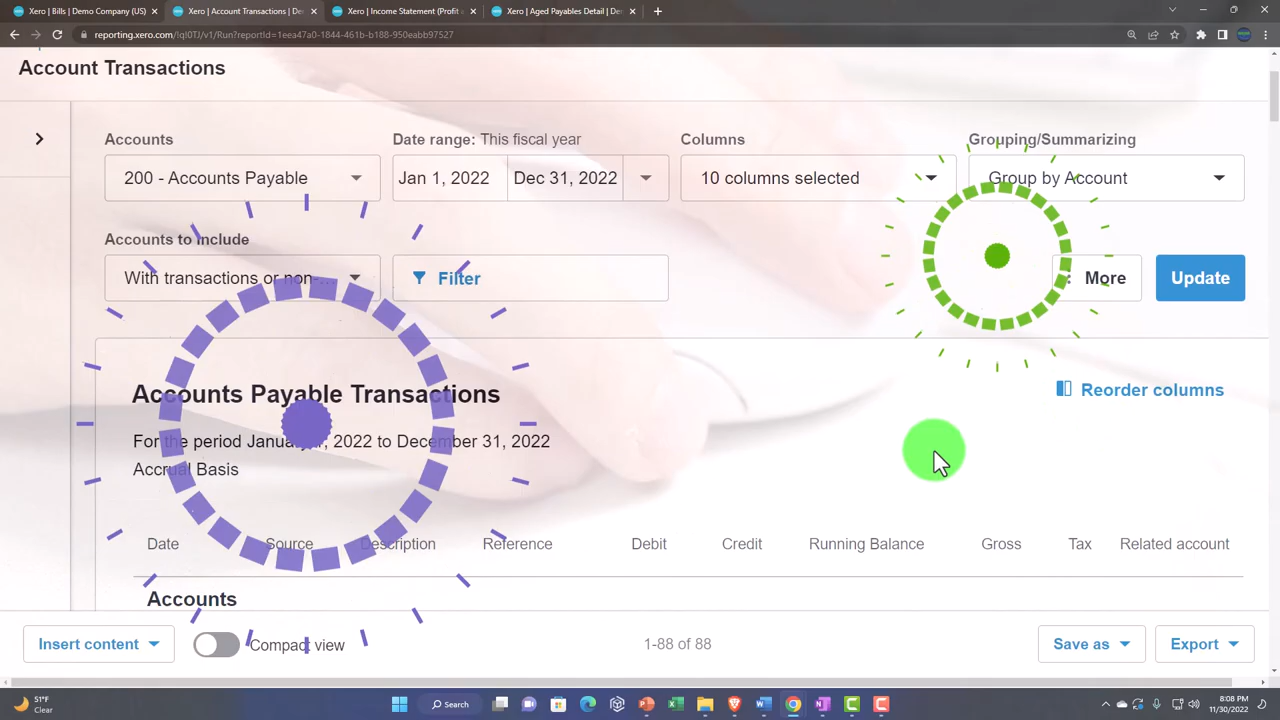 Xero | Bills | Demo Company (US)
Xero | Account Transactions | De
Xero | Income Statement (Profit a
Xero | Aged Payables Detail | De
reporting.xero.com/!q!0TJ/v1/Run?reportId=1eea47a0-1844-461b-b188-950eabb97527
Account Transactions
Accounts
Date range: This fiscal year
Columns
Grouping/Summarizing
200 - Accounts Payable
Jan 1, 2022
Dec 31, 2022
10 columns selected
Group by Account
Accounts to include
With transactions or non-...
Filter
More
Update
Accounts Payable Transactions
Reorder columns
For the period January 1, 2022 to December 31, 2022
Accrual Basis
Date Source Description Reference Debit Credit Running Balance Gross Tax Related account
Accounts
Insert content
Compact view
1-88 of 88
Save as
Export
51°F
Clear
Search
8:08 PM
11/30/2022